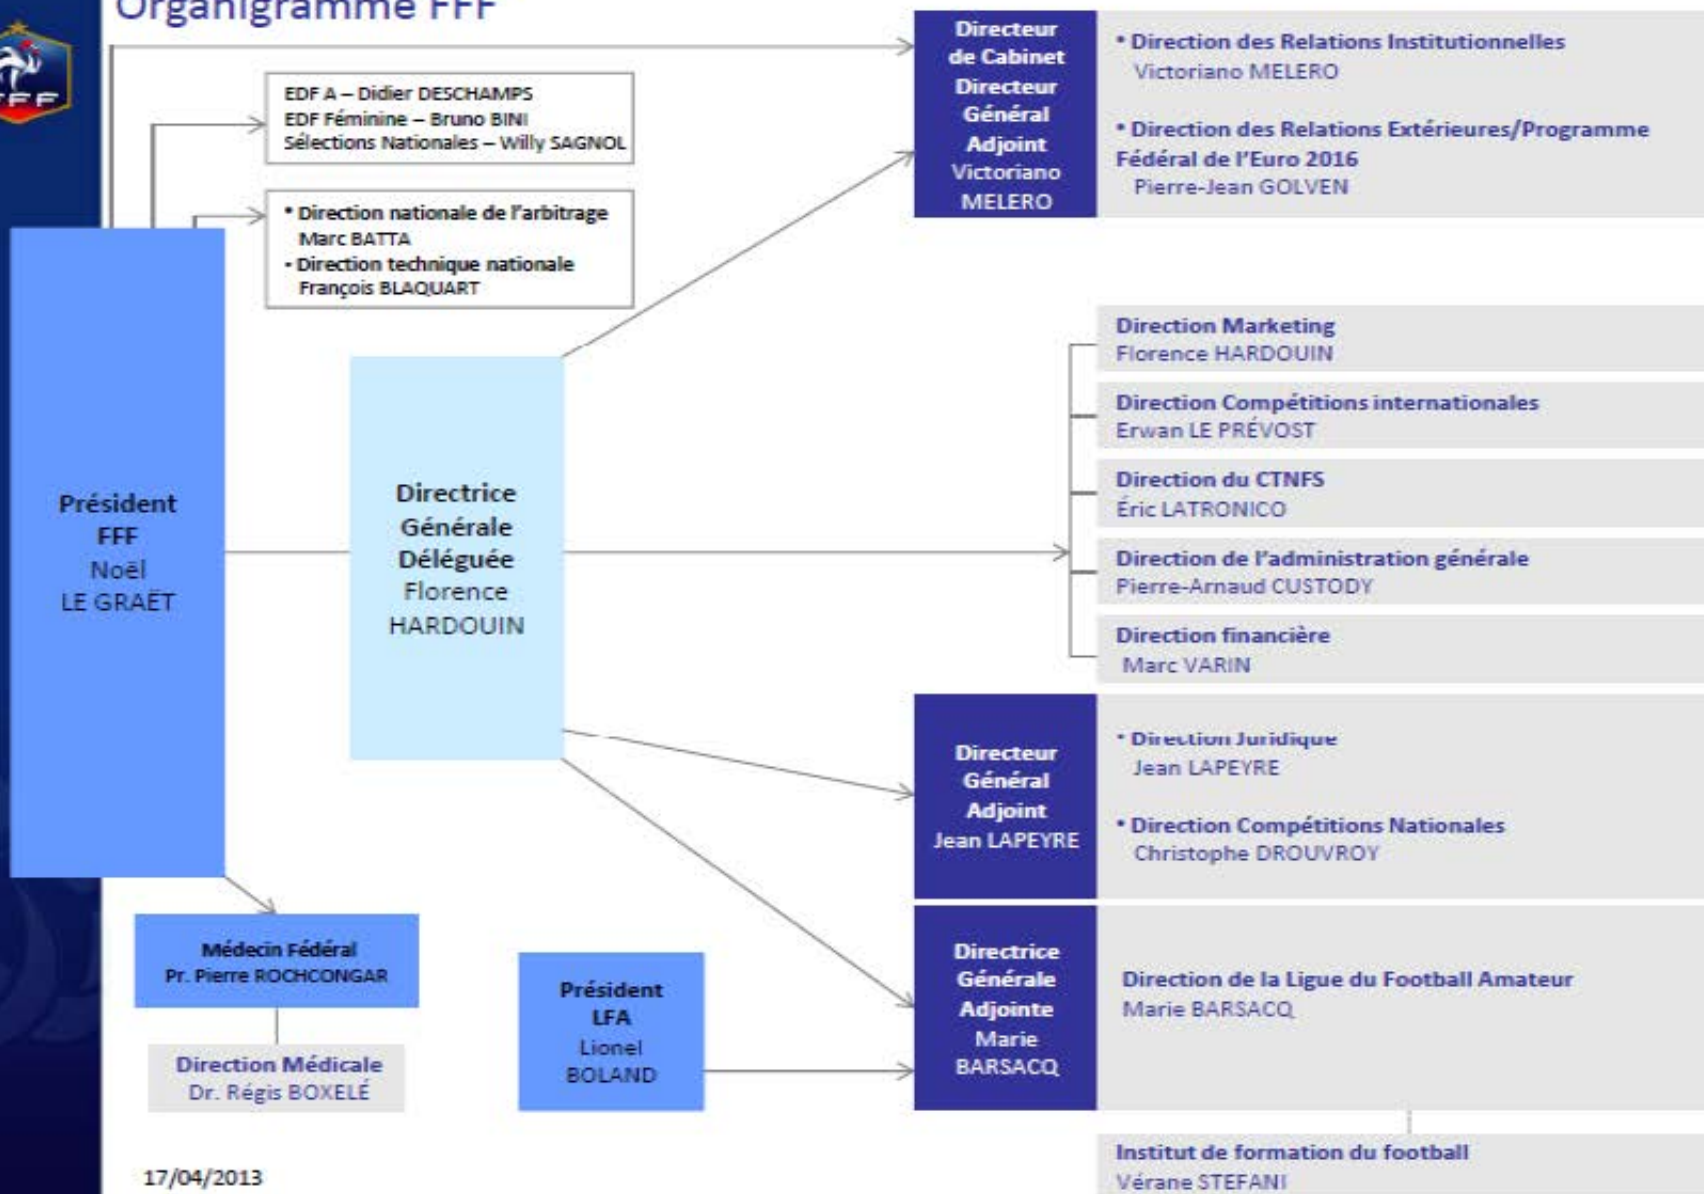 Organigramme FFF
FFF
EDF A – Didier DESCHAMPS
EDF Féminine – Bruno BINI
Sélections Nationales – Willy SAGNOL
* Direction nationale de l'arbitrage
Marc BATTA
- Direction technique nationale
François BLAQUART
Président
FFF
Noël
LE GRAËT
Directrice
Générale
Déléguée
Florence
HARDOUIN
Directeur
de Cabinet
Directeur
Général
Adjoint
Victoriano
MELERO
* Direction des Relations Institutionnelles
Victoriano MELERO
* Direction des Relations Extérieures/Programme
Fédéral de l'Euro 2016
Pierre-Jean GOLVEN
Direction Marketing
Florence HARDOUIN
Direction Compétitions internationales
Erwan LE PRÉVOST
Direction du CTNFS
Éric LATRONICO
Direction de l'administration générale
Pierre-Arnaud CUSTODY
Direction financière
Marc VARIN
Directeur
Général
Adjoint
Jean LAPEYRE
* Direction Juridique
Jean LAPEYRE
* Direction Compétitions Nationales
Christophe DROUVROY
Médecin Fédéral
Pr. Pierre ROCHCONGAR
Direction Médicale
Dr. Régis BOXELÉ
Président
LFA
Lionel
BOLAND
Directrice
Générale
Adjointe
Marie
BARSACQ
Direction de la Ligue du Football Amateur
Marie BARSACQ
Institut de formation du football
Vérane STEFANI
17/04/2013